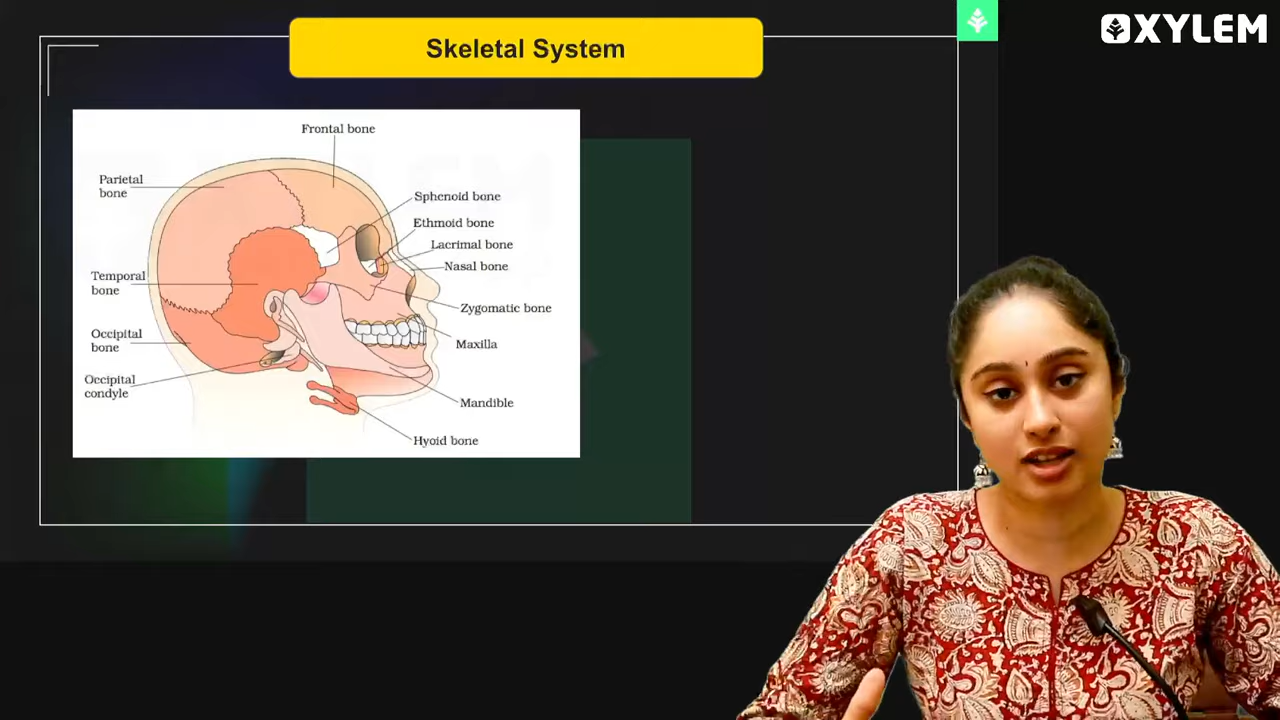 Skeletal System
XYLEM
Frontal bone
Parietal
bone
Sphenoid bone
Ethmoid bone
Lacrimal bone
Nasal bone
Temporal
bone
Zygomatic bone
Occipital
bone
Maxilla
Occipital
condyle
Mandible
Hyoid bone